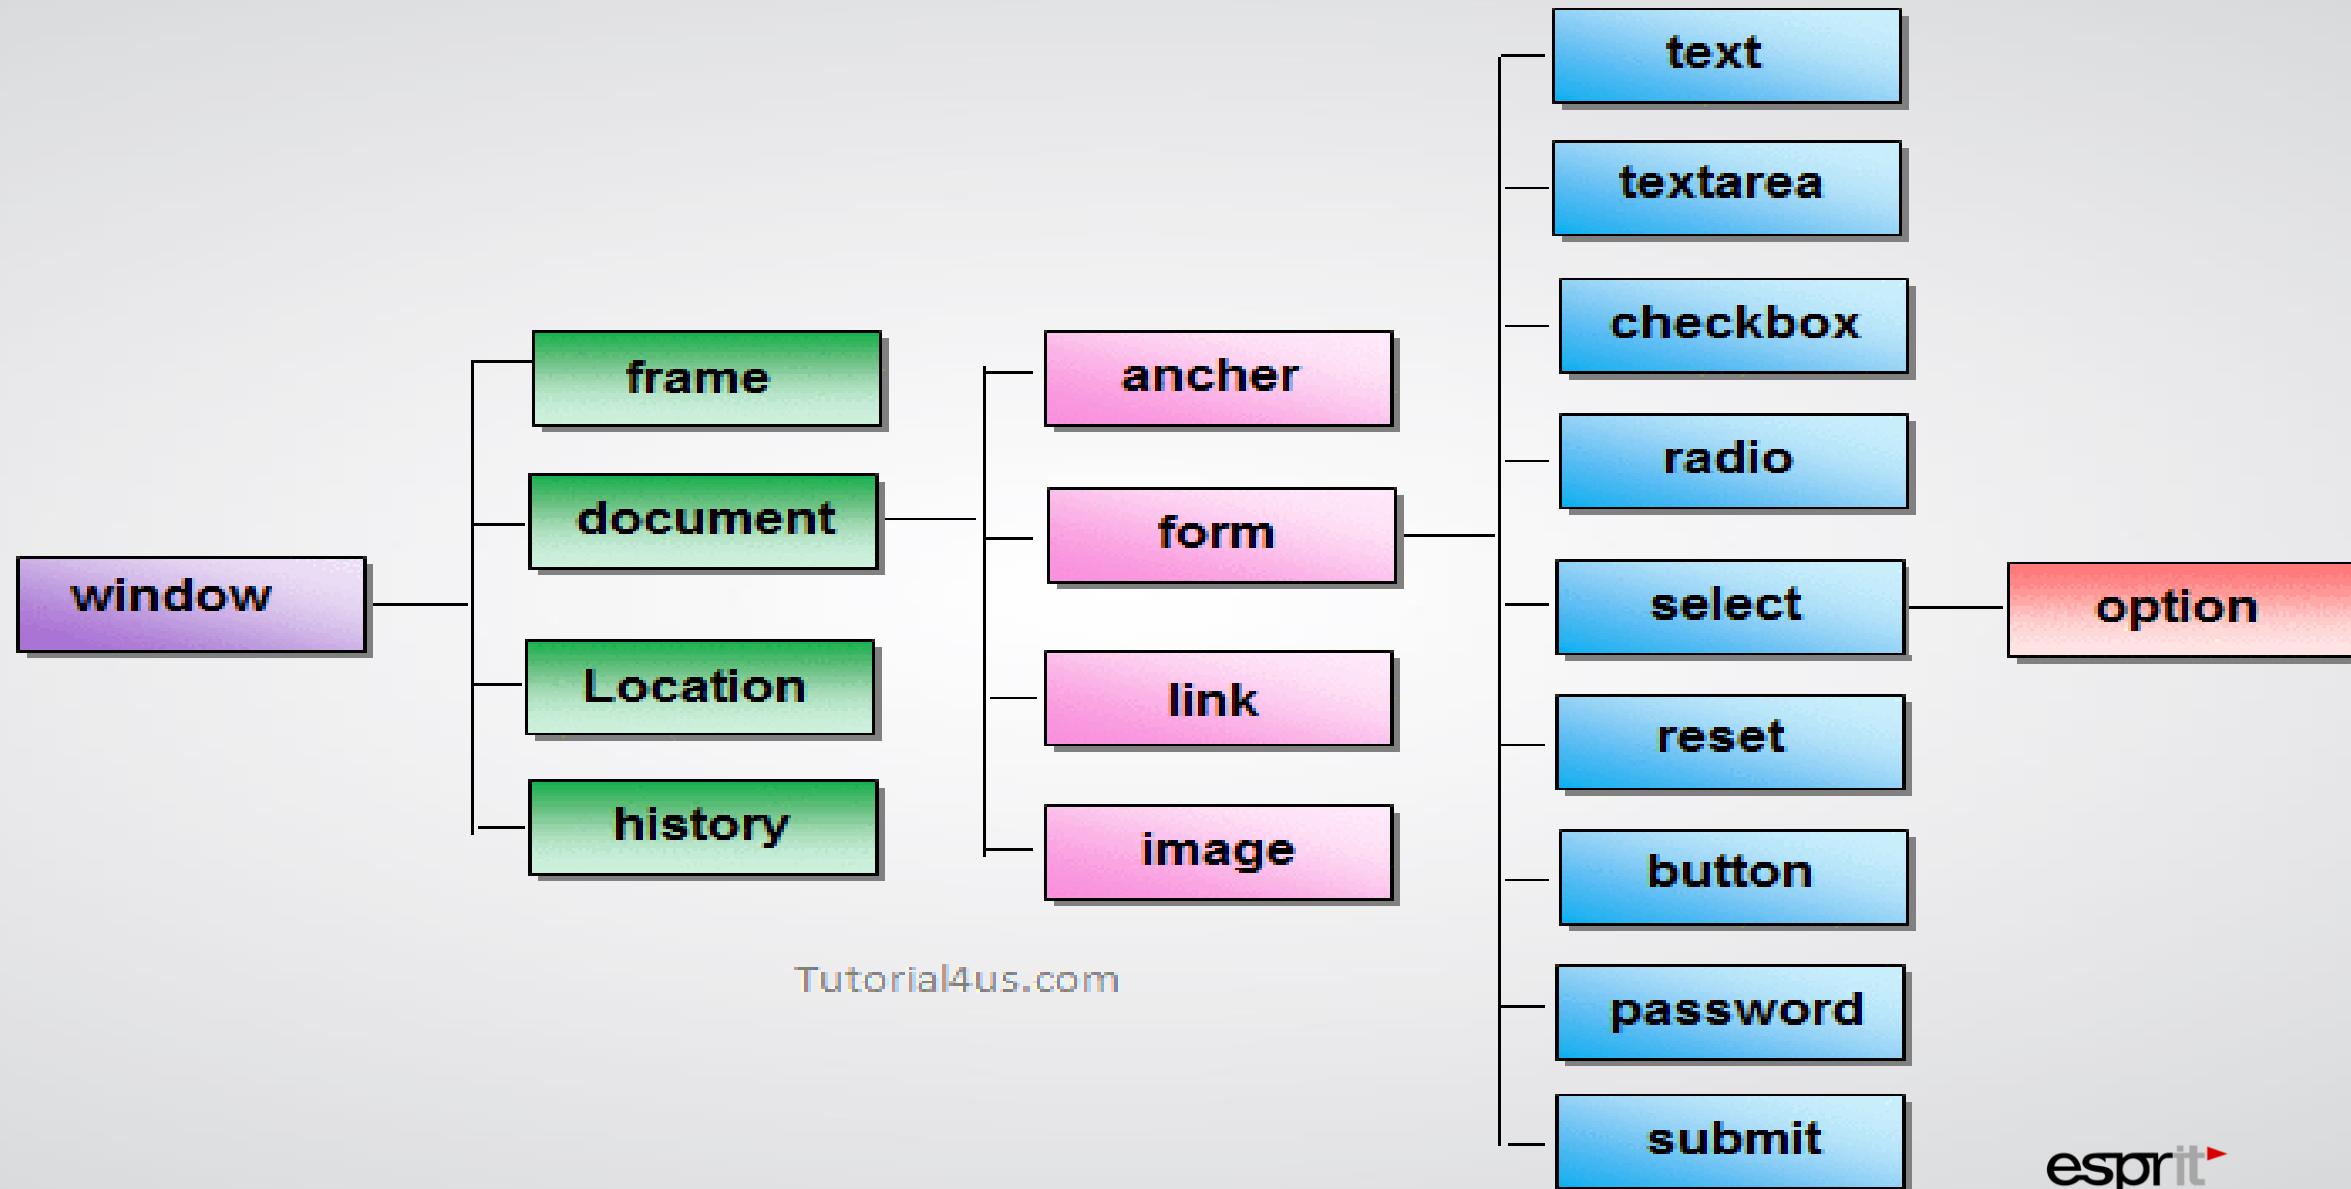 window
frame
document
Location
history
ancher
form
link
image
text
textarea
checkbox
radio
select
reset
button
password
submit
option
Tutorial4us.com
esprit